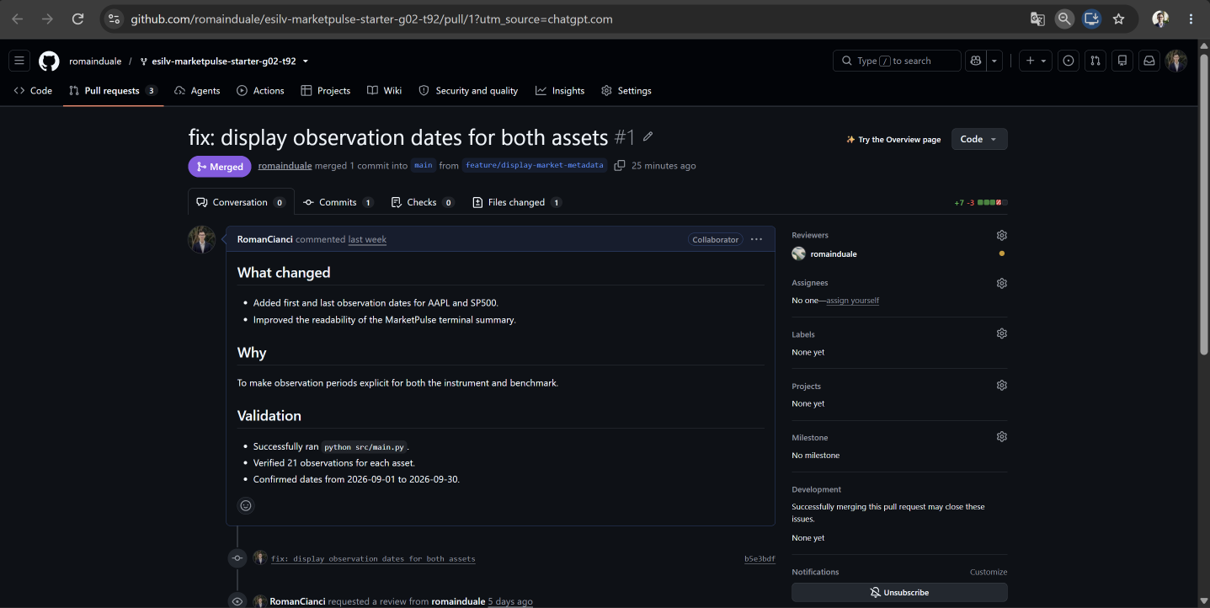 github.com/romainduale/esilv-marketpulse-starter-g02-t92/pull/1?utm_source=chatgpt.com
romainduale / esilv-marketpulse-starter-g02-t92
Type / to search
Code Pull requests 3 Agents Actions Projects Wiki Security and quality Insights Settings
fix: display observation dates for both assets #1
Try the Overview page Code
Merged romainduale merged 1 commit into main from feature/display-market-metadata 25 minutes ago
Conversation 0 Commits 1 Checks 0 Files changed 1 +7 -3
RomanCianci commented last week Collaborator
What changed
• Added first and last observation dates for AAPL and SP500.
• Improved the readability of the MarketPulse terminal summary.
Why
To make observation periods explicit for both the instrument and benchmark.
Validation
• Successfully ran python src/main.py.
• Verified 21 observations for each asset.
• Confirmed dates from 2026-09-01 to 2026-09-30.
fix: display observation dates for both assets b5e3bdf
RomanCianci requested a review from romainduale 5 days ago
Reviewers
romainduale
Assignees
No one—assign yourself
Labels
None yet
Projects
None yet
Milestone
No milestone
Development
Successfully merging this pull request may close these
issues.
None yet
Notifications Customize
Unsubscribe